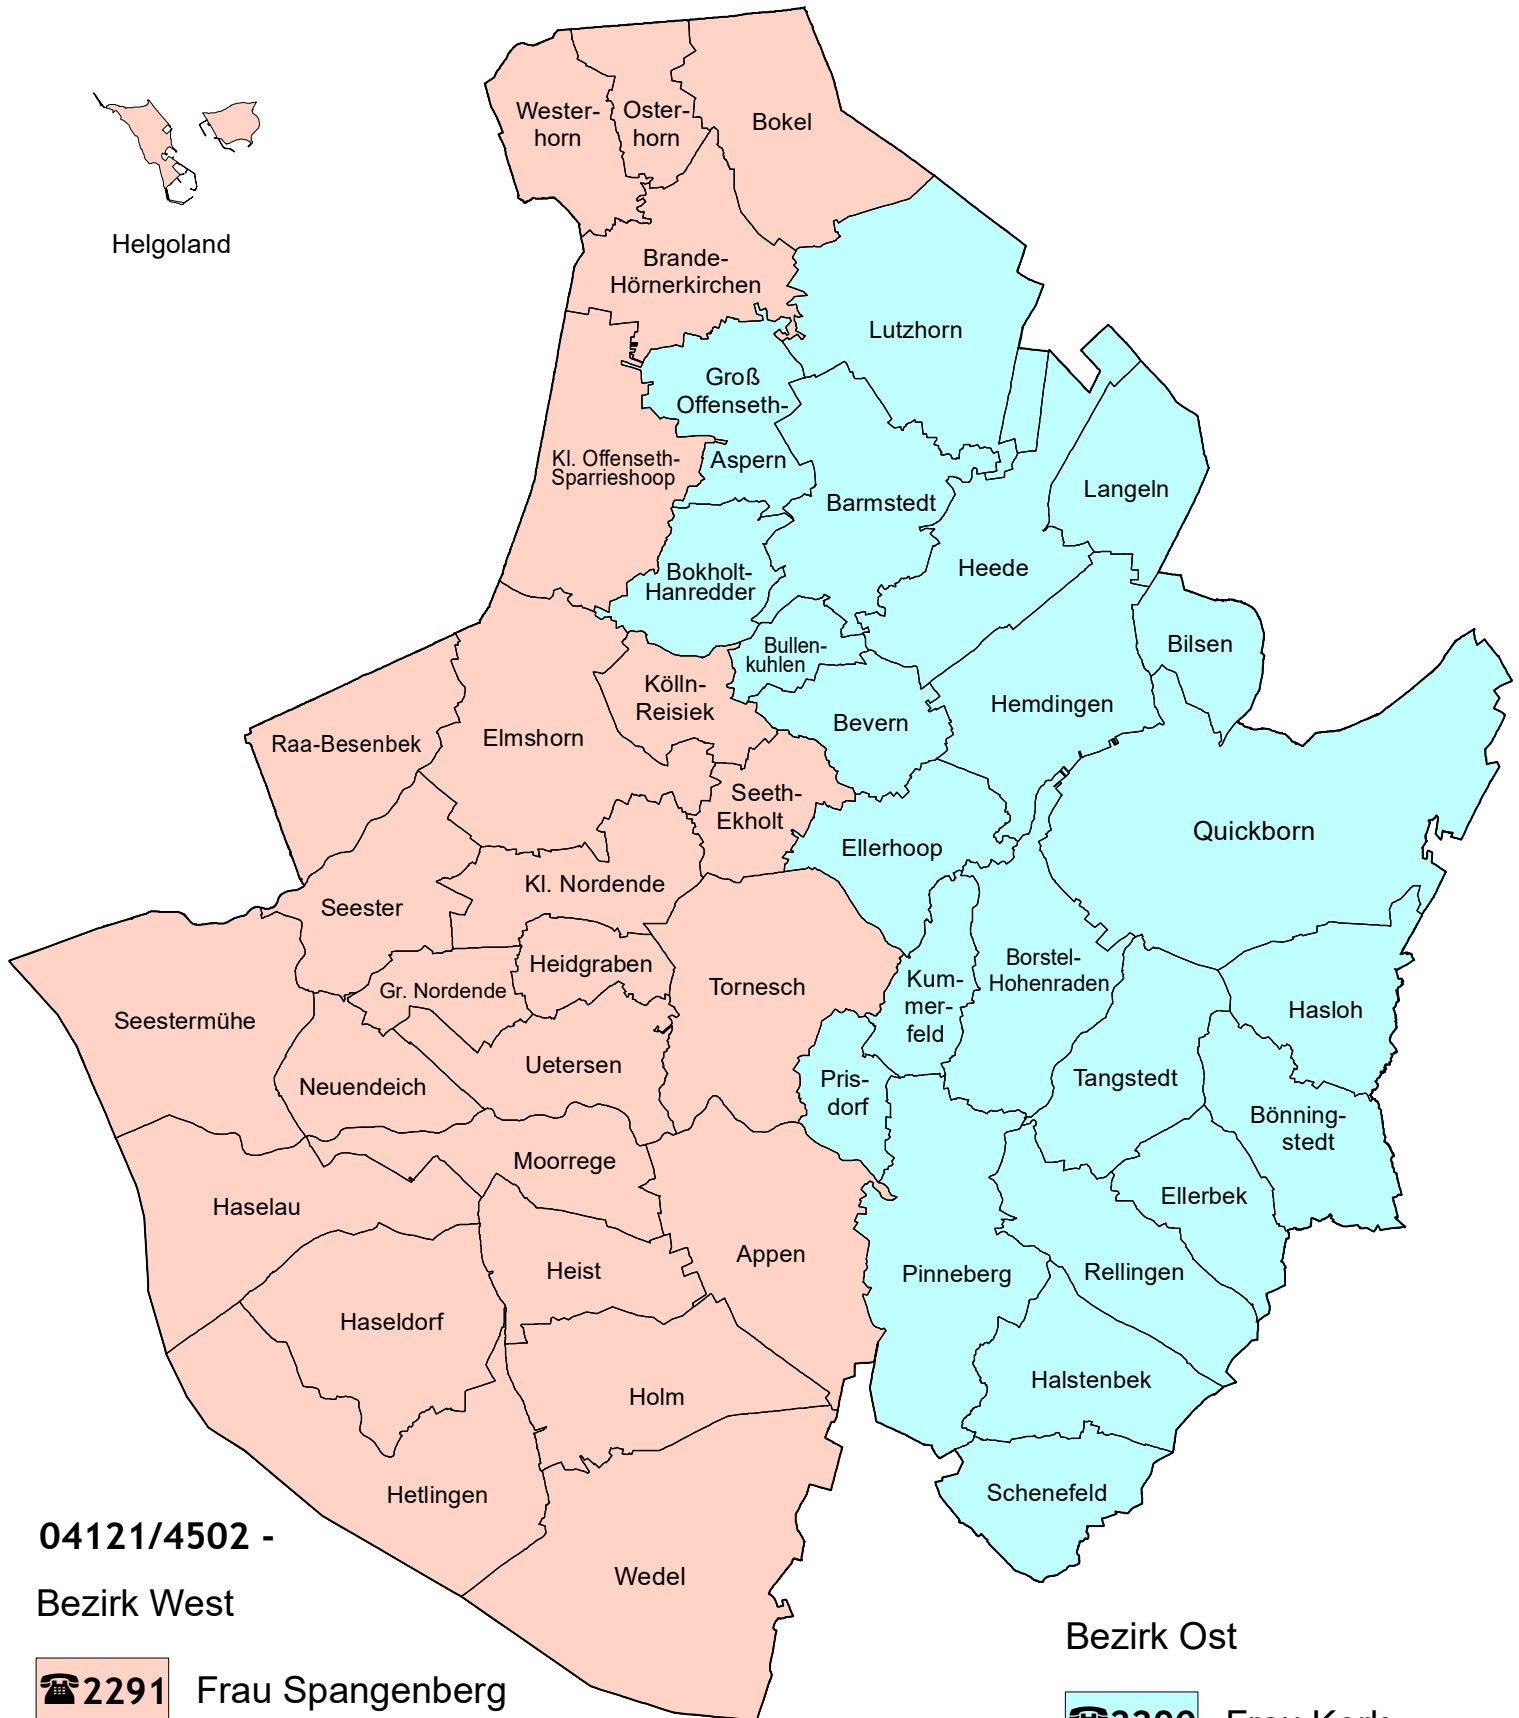 Wester-
horn
Oster-
horn
Bokel
Helgoland
Brande-
Hörnerkirchen
Lutzhorn
Groß
Offenseth-
Aspern
Kl. Offenseth-
Sparrieshoop
Langeln
Barmstedt
Heede
Bokholt-
Hanredder
Bullen-
kuhlen
Bilsen
Kölln-
Reisiek
Hemdingen
Bevern
Elmshorn
Raa-Besenbek
Seeth-
Ekholt
Quickborn
Ellerhoop
Kl. Nordende
Seester
Heidgraben
Borstel-
Hohenraden
Tornesch
Gr. Nordende
Kum-
mer-
feld
Hasloh
Seestermühe
Uetersen
Neuendeich
Pris-
dorf
Tangstedt
Bönning-
stedt
Moorrege
Ellerbek
Haselau
Appen
Heist
Pinneberg
Rellingen
Haseldorf
Holm
Halstenbek
Hetlingen
Schenefeld
Wedel
04121/4502 -
Bezirk West
☎2291 Frau Spangenberg
Bezirk Ost